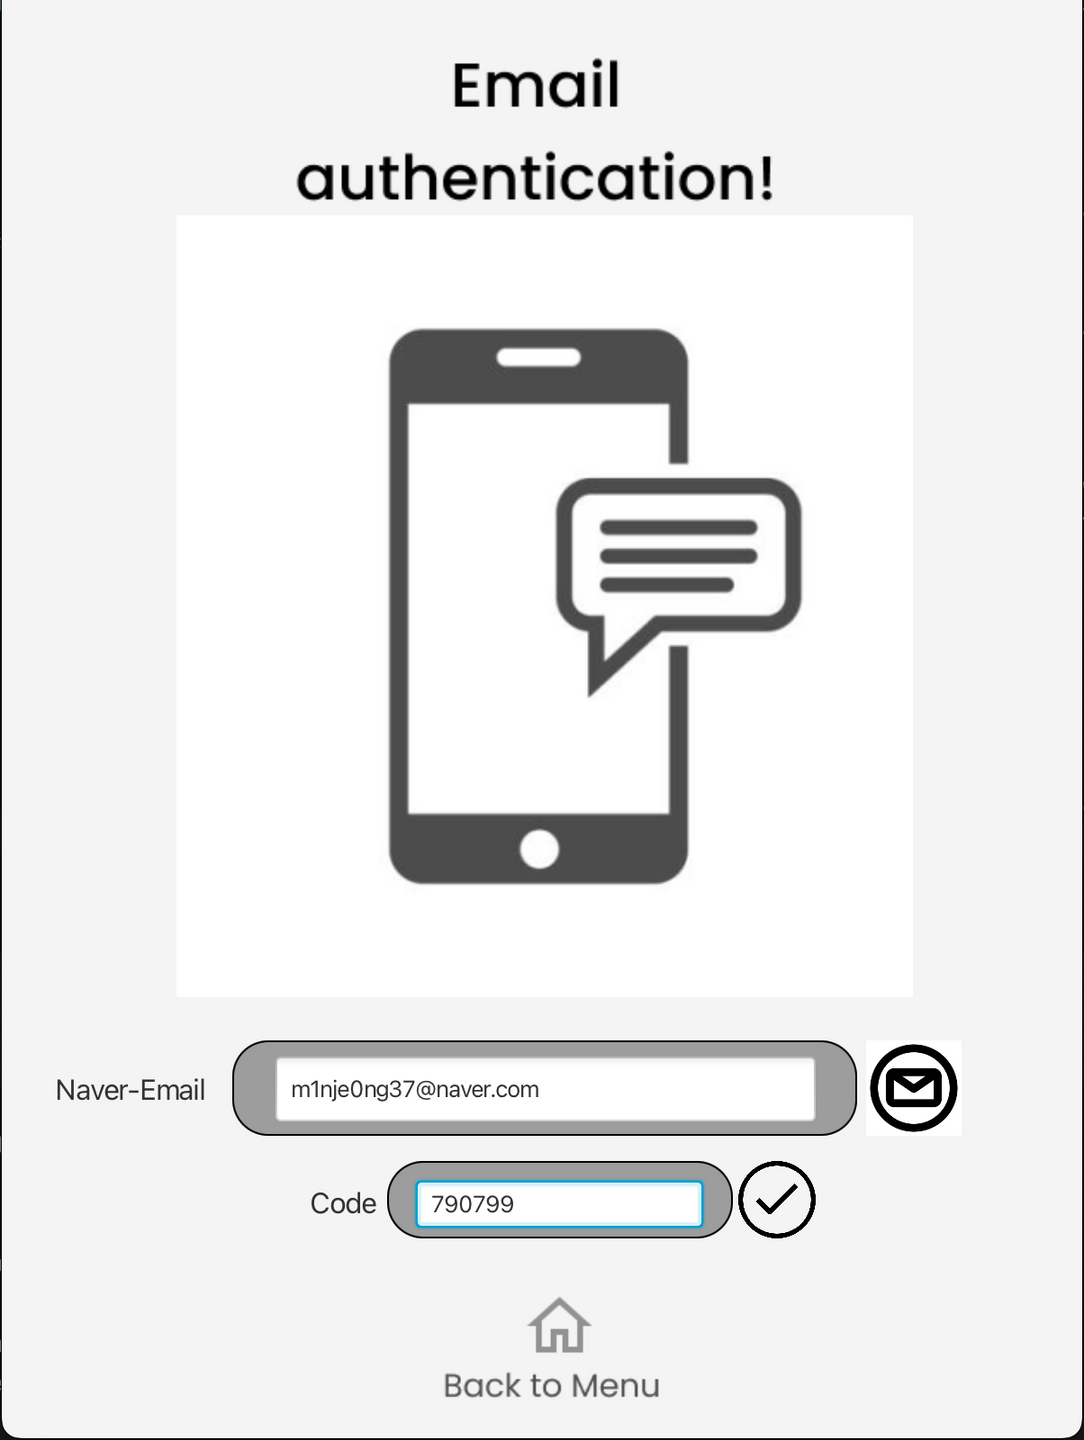 Email
authentication!
Naver-Email
m1nje0ng37@naver.com
Code
790799
Back to Menu